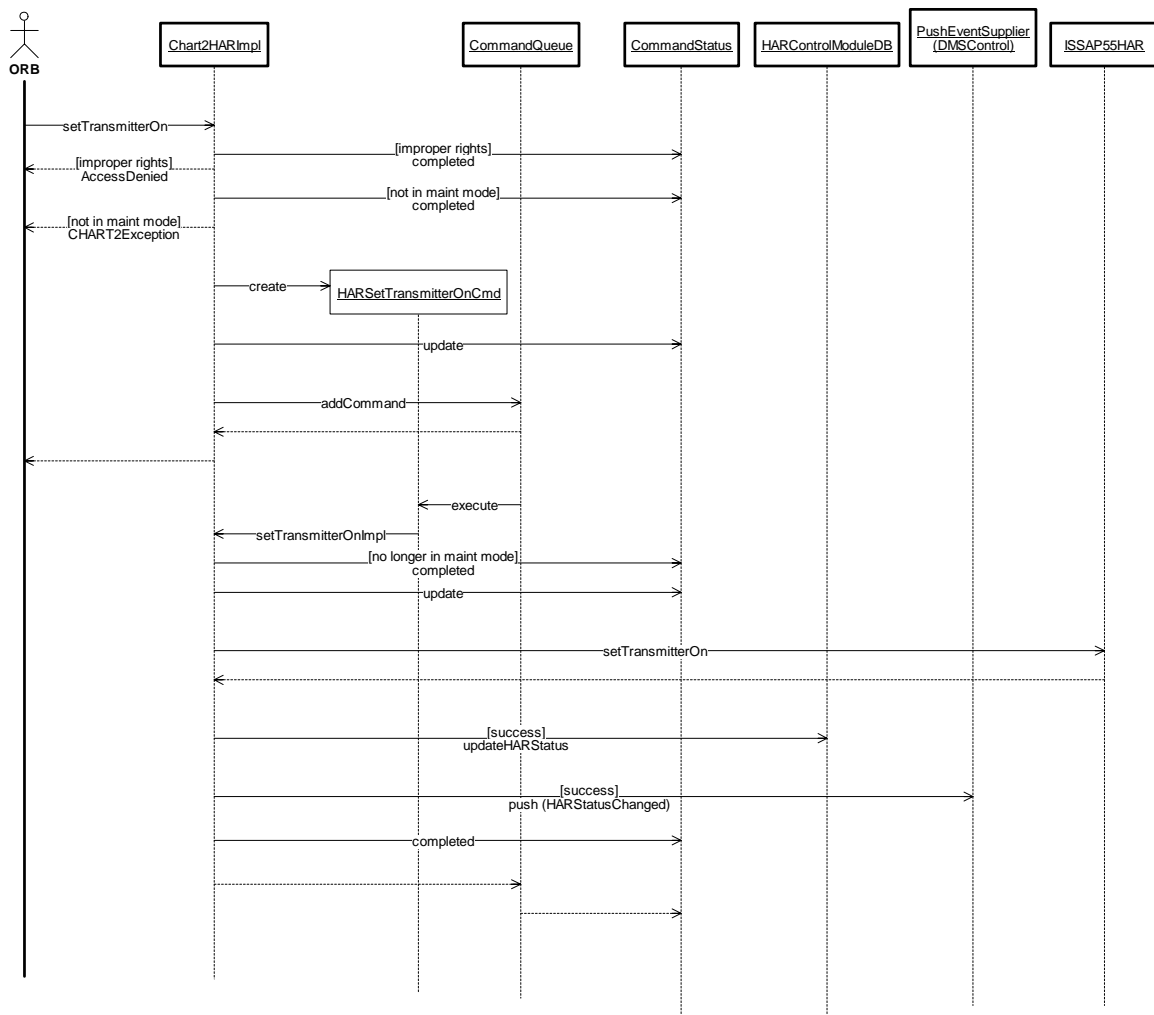 ORB
Chart2HARImpl
CommandQueue
CommandStatus
HARControlModuleDB
PushEventSupplier
(DMSControl)
ISSAP55HAR
setTransmitterOn
[improper rights]
completed
[improper rights]
AccessDenied
[not in maint mode]
completed
[not in maint mode]
CHART2Exception
create
HARSetTransmitterOnCmd
update
addCommand
execute
setTransmitterOnImpl
[no longer in maint mode]
completed
update
setTransmitterOn
[success]
updateHARStatus
[success]
push (HARStatusChanged)
completed